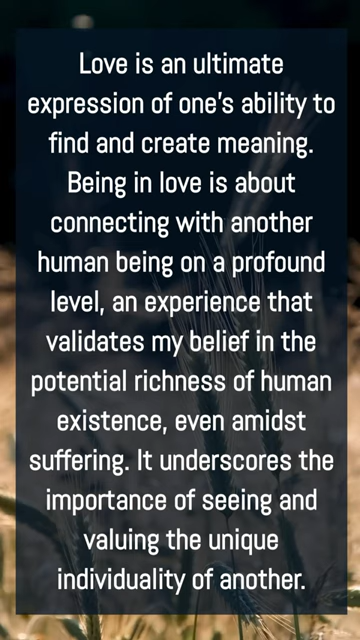 Love is an ultimate
expression of one's ability to
find and create meaning.
Being in love is about
connecting with another
human being on a profound
level, an experience that
validates my belief in the
potential richness of human
existence, even amidst
suffering. It underscores the
importance of seeing and
valuing the unique
individuality of another.